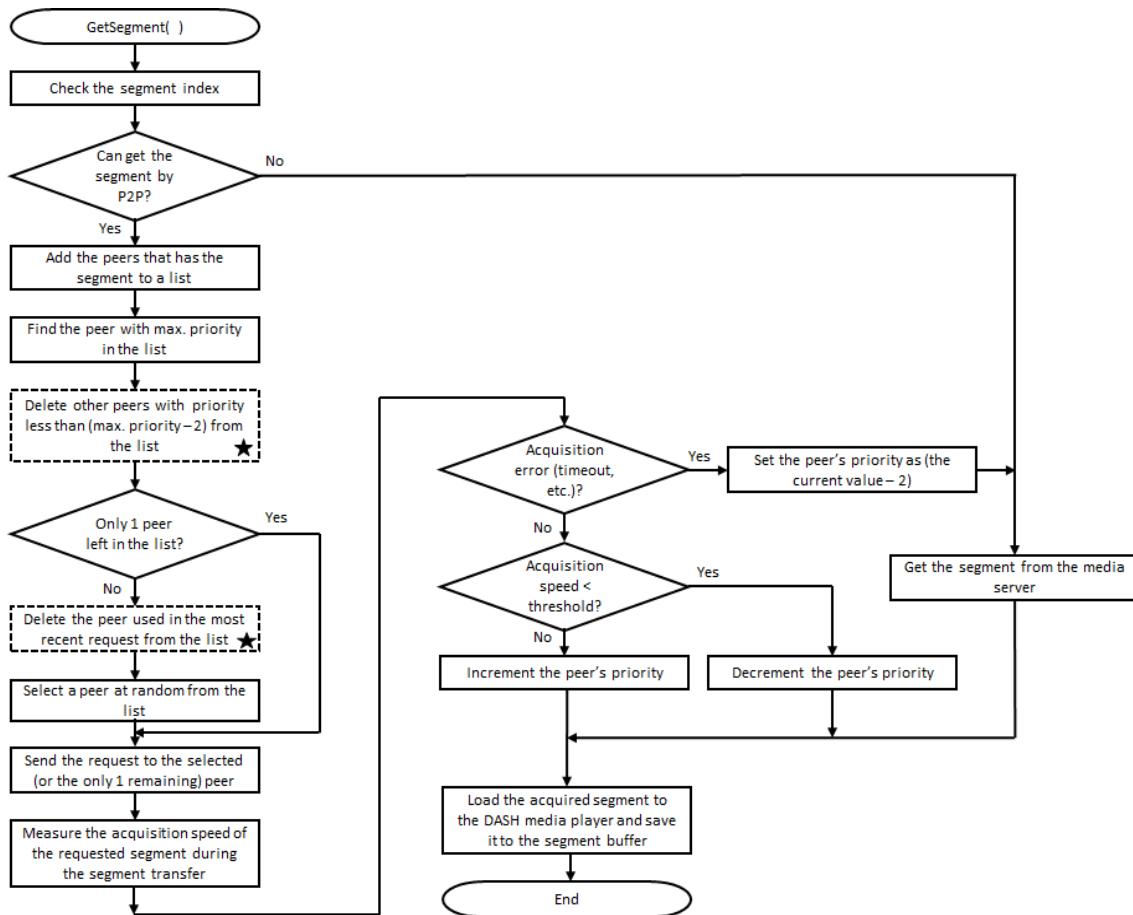 GetSegment( )
Check the segment index
Can get the
segment by
P2P?
No
Yes
Add the peers that has the
segment to a list
Find the peer with max. priority
in the list
Delete other peers with priority
less than (max. priority – 2) from
the list
Only 1 peer
left in the list?
Yes
No
Delete the peer used in the most
recent request from the list
Select a peer at random from the
list
Send the request to the selected
(or the only 1 remaining) peer
Measure the acquisition speed of
the requested segment during
the segment transfer
Acquisition
error (timeout,
etc.)?
Yes
Set the peer's priority as (the
current value – 2)
No
Acquisition
speed <
threshold?
Yes
Get the segment from the media
server
No
Increment the peer's priority
Decrement the peer's priority
Load the acquired segment to
the DASH media player and save
it to the segment buffer
End